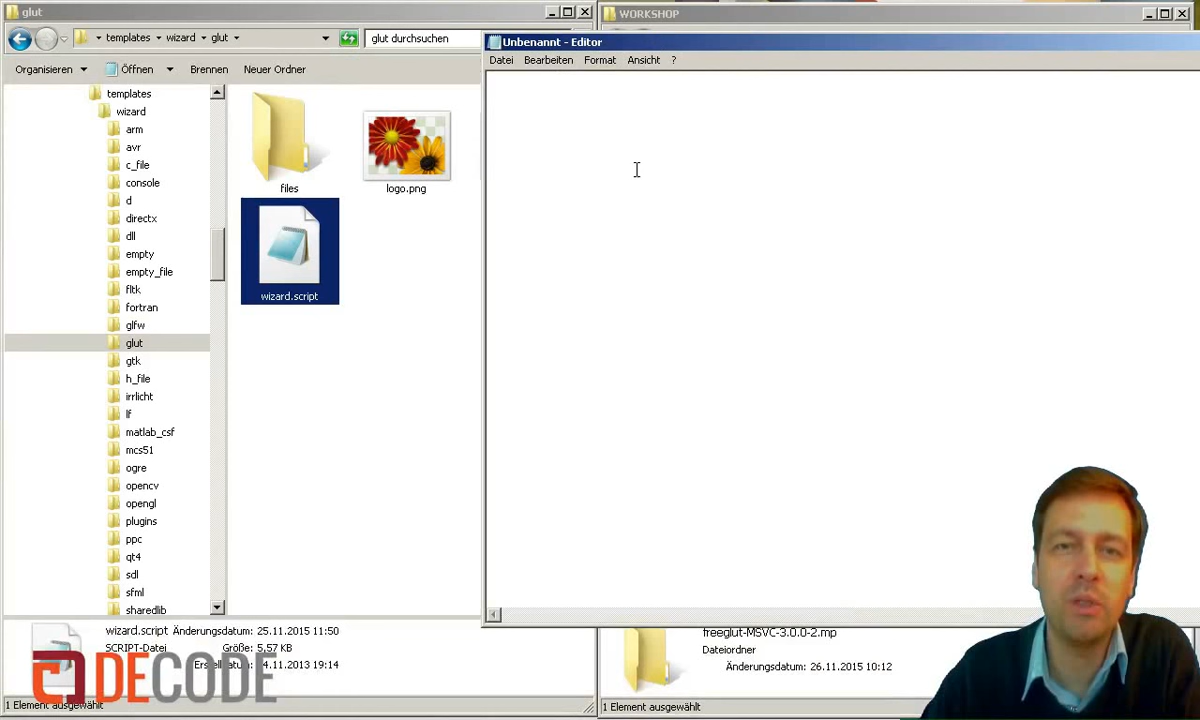 glut
templates
wizard
glut
glut durchsuchen
Organisieren
Öffnen
Brennen
Neuer Ordner
templates
wizard
arm
avr
c_file
console
d
directx
dll
empty
empty_file
fltk
fortran
glfw
glut
gtk
h_file
irrlicht
lf
matlab_csf
mcs51
ogre
opencv
opengl
plugins
ppc
qt4
sdl
sfml
sharedlib
files
logo.png
wizard.script
wizard.script Änderungsdatum: 25.11.2015 11:50
SCRIPT-Datei Größe: 5,57 KB
DECODE
1 Element ausgewählt
WORKSHOP
Unbenannt - Editor
Datei Bearbeiten Format Ansicht ?
freeglut-MSVC-3.0.0-2.mp
Dateiordner
Änderungsdatum: 26.11.2015 10:12
1 Element ausgewählt